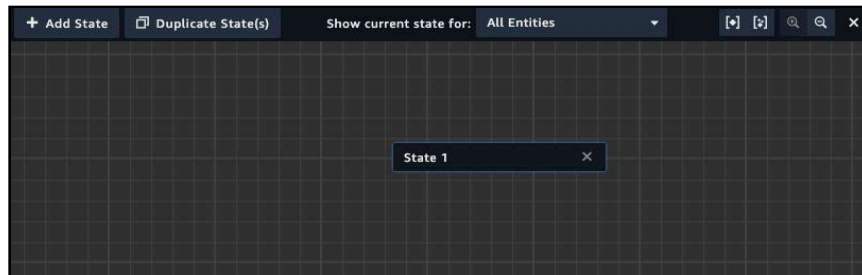 + Add State Duplicate State(s) Show current state for: All Entities
State 1